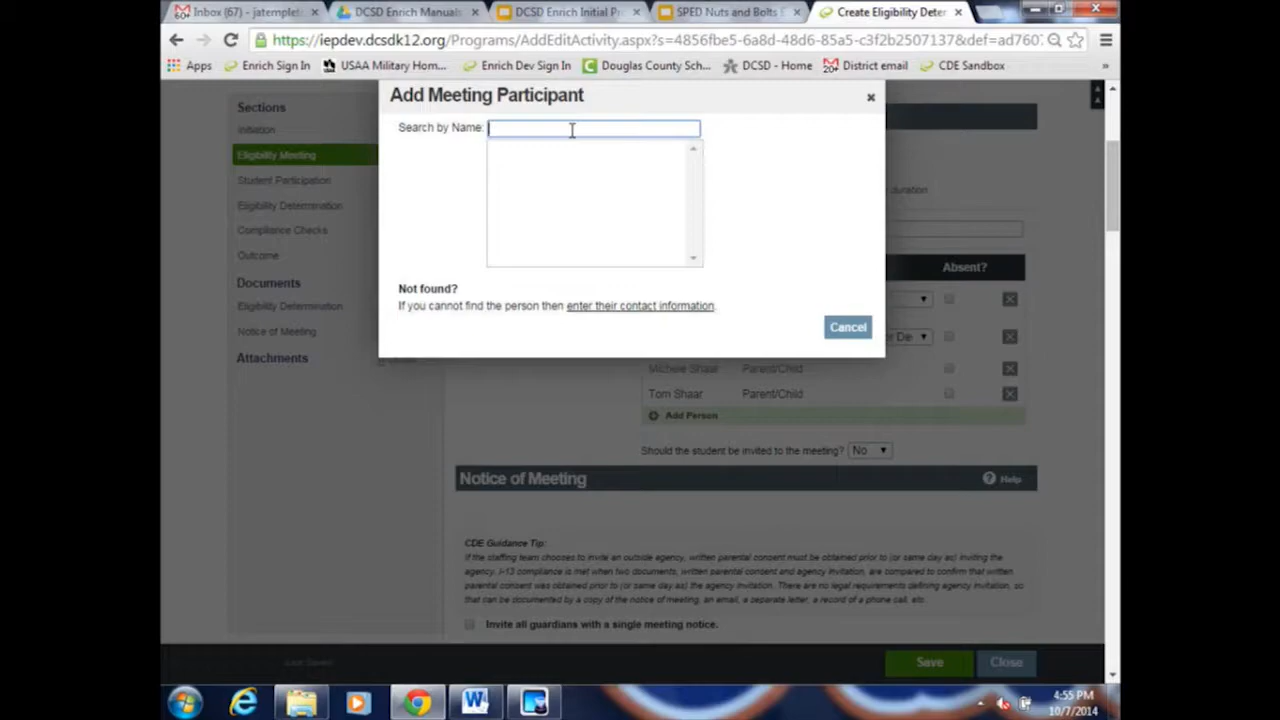 Inbox (67) - jatemplet
DCSD Enrich Manuals
DCSD Enrich Initial Pr
SPED Nuts and Bolts E
Create Eligibility Deter
https://iepdev.dcsdk12.org/Programs/AddEditActivity.aspx?s=4856fbe5-6a8d-48d6-85a5-c3f2b2507137&def=ad7607
Apps
Enrich Sign In
USAA Military Hom...
Enrich Dev Sign In
Douglas County Sc...
DCSD - Home
District email
CDE Sandbox
»
Sections
Initiation
Eligibility Meeting
Student Participation
Eligibility Determination
Compliance Checks
Outcome
Documents
Eligibility Determination
Notice of Meeting
Attachments
Add Meeting Participant
Search by Name:
Not found?
If you cannot find the person then enter their contact information.
Cancel
duration
Absent?
or De
Michele Shaar Parent/Child
Tom Shaar Parent/Child
Add Person
Should the student be invited to the meeting? No
Notice of Meeting
Help
CDE Guidance Tip:
If the staffing team chooses to invite an outside agency, written parental consent must be obtained prior to (or same day as) inviting the
agency. I-13 compliance is met when two documents, written parental consent and agency invitation, are compared to confirm that written
parental consent was obtained prior to (or same day as) the agency invitation. There are no legal requirements defining agency invitation, so
that can be documented by a copy of the notice of meeting, an email, a separate letter, a record of a phone call, etc.
Invite all guardians with a single meeting notice.
Last Saved
Save
Close
4:55 PM
10/7/2014